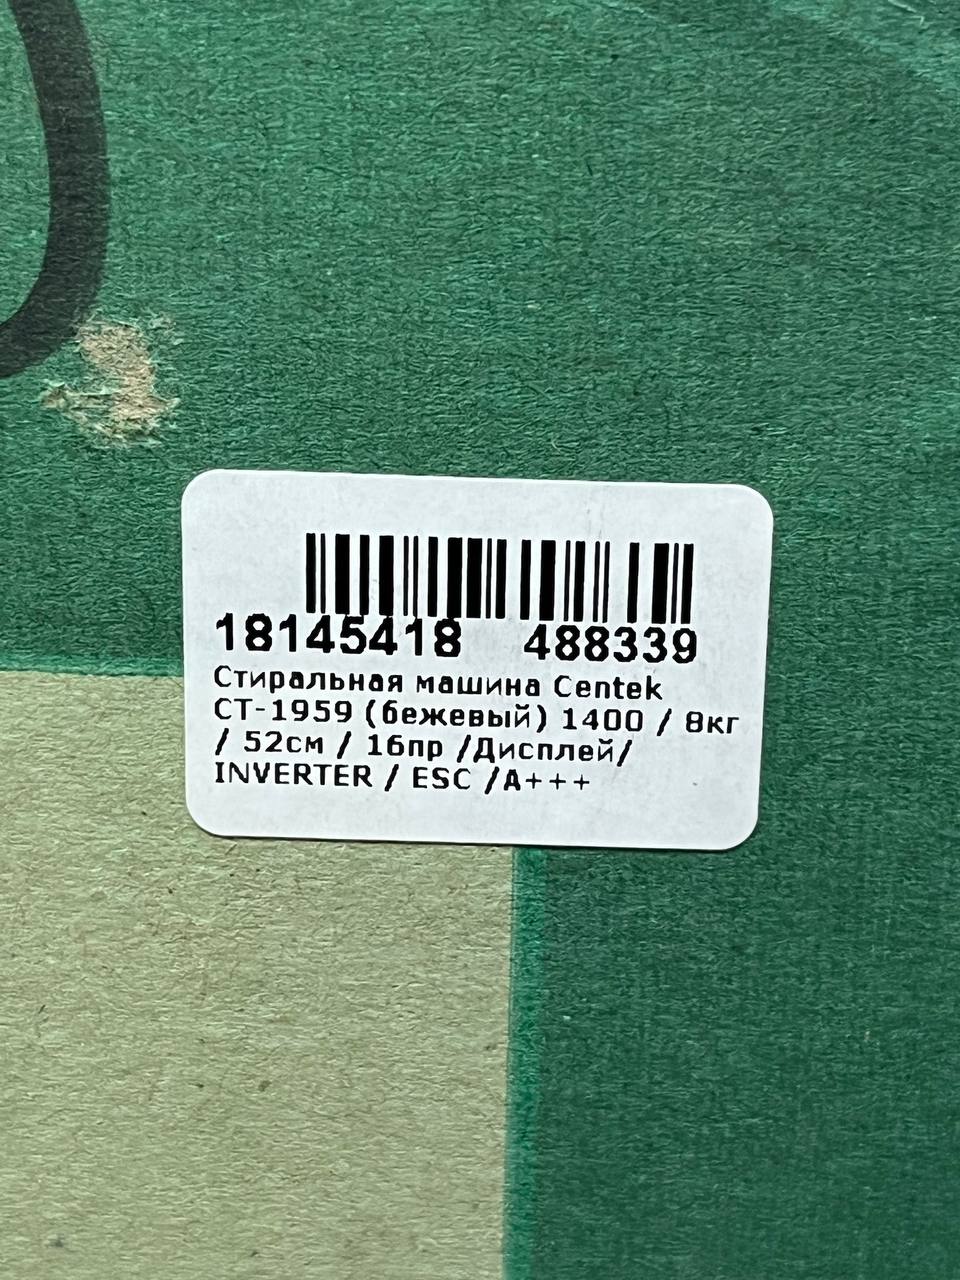 18145418 488339
Стиральная машина Centek
CT-1959 (бежевый) 1400 / 8кг
/ 52см / 16пр /Дисплей/
INVERTER / ESC /A+++